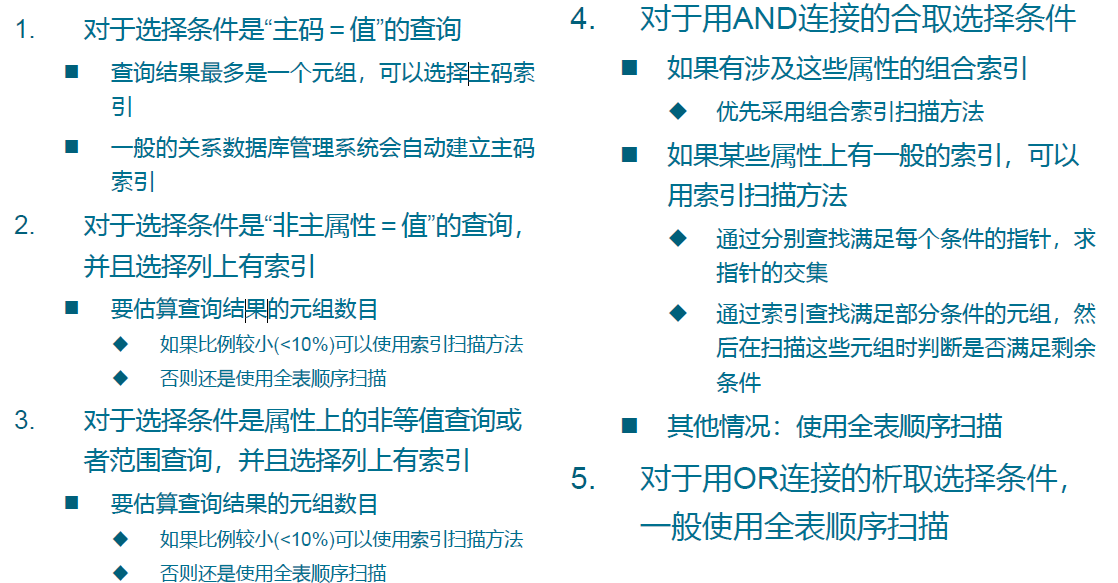 1. 对于选择条件是“主码＝值”的查询
■ 查询结果最多是一个元组，可以选择主码索
引
■ 一般的关系数据库管理系统会自动建立主码
索引
2. 对于选择条件是“非主属性＝值”的查询，
并且选择列上有索引
■ 要估算查询结果的元组数目
◆ 如果比例较小(<10%)可以使用索引扫描方法
◆ 否则还是使用全表顺序扫描
3. 对于选择条件是属性上的非等值查询或
者范围查询，并且选择列上有索引
■ 要估算查询结果的元组数目
◆ 如果比例较小(<10%)可以使用索引扫描方法
◆ 否则还是使用全表顺序扫描
4. 对于用AND连接的合取选择条件
■ 如果有涉及这些属性的组合索引
◆ 优先采用组合索引扫描方法
■ 如果某些属性上有一般的索引，可以
用索引扫描方法
◆ 通过分别查找满足每个条件的指针，求
指针的交集
◆ 通过索引查找满足部分条件的元组，然
后在扫描这些元组时判断是否满足剩余
条件
■ 其他情况：使用全表顺序扫描
5. 对于用OR连接的析取选择条件，
一般使用全表顺序扫描